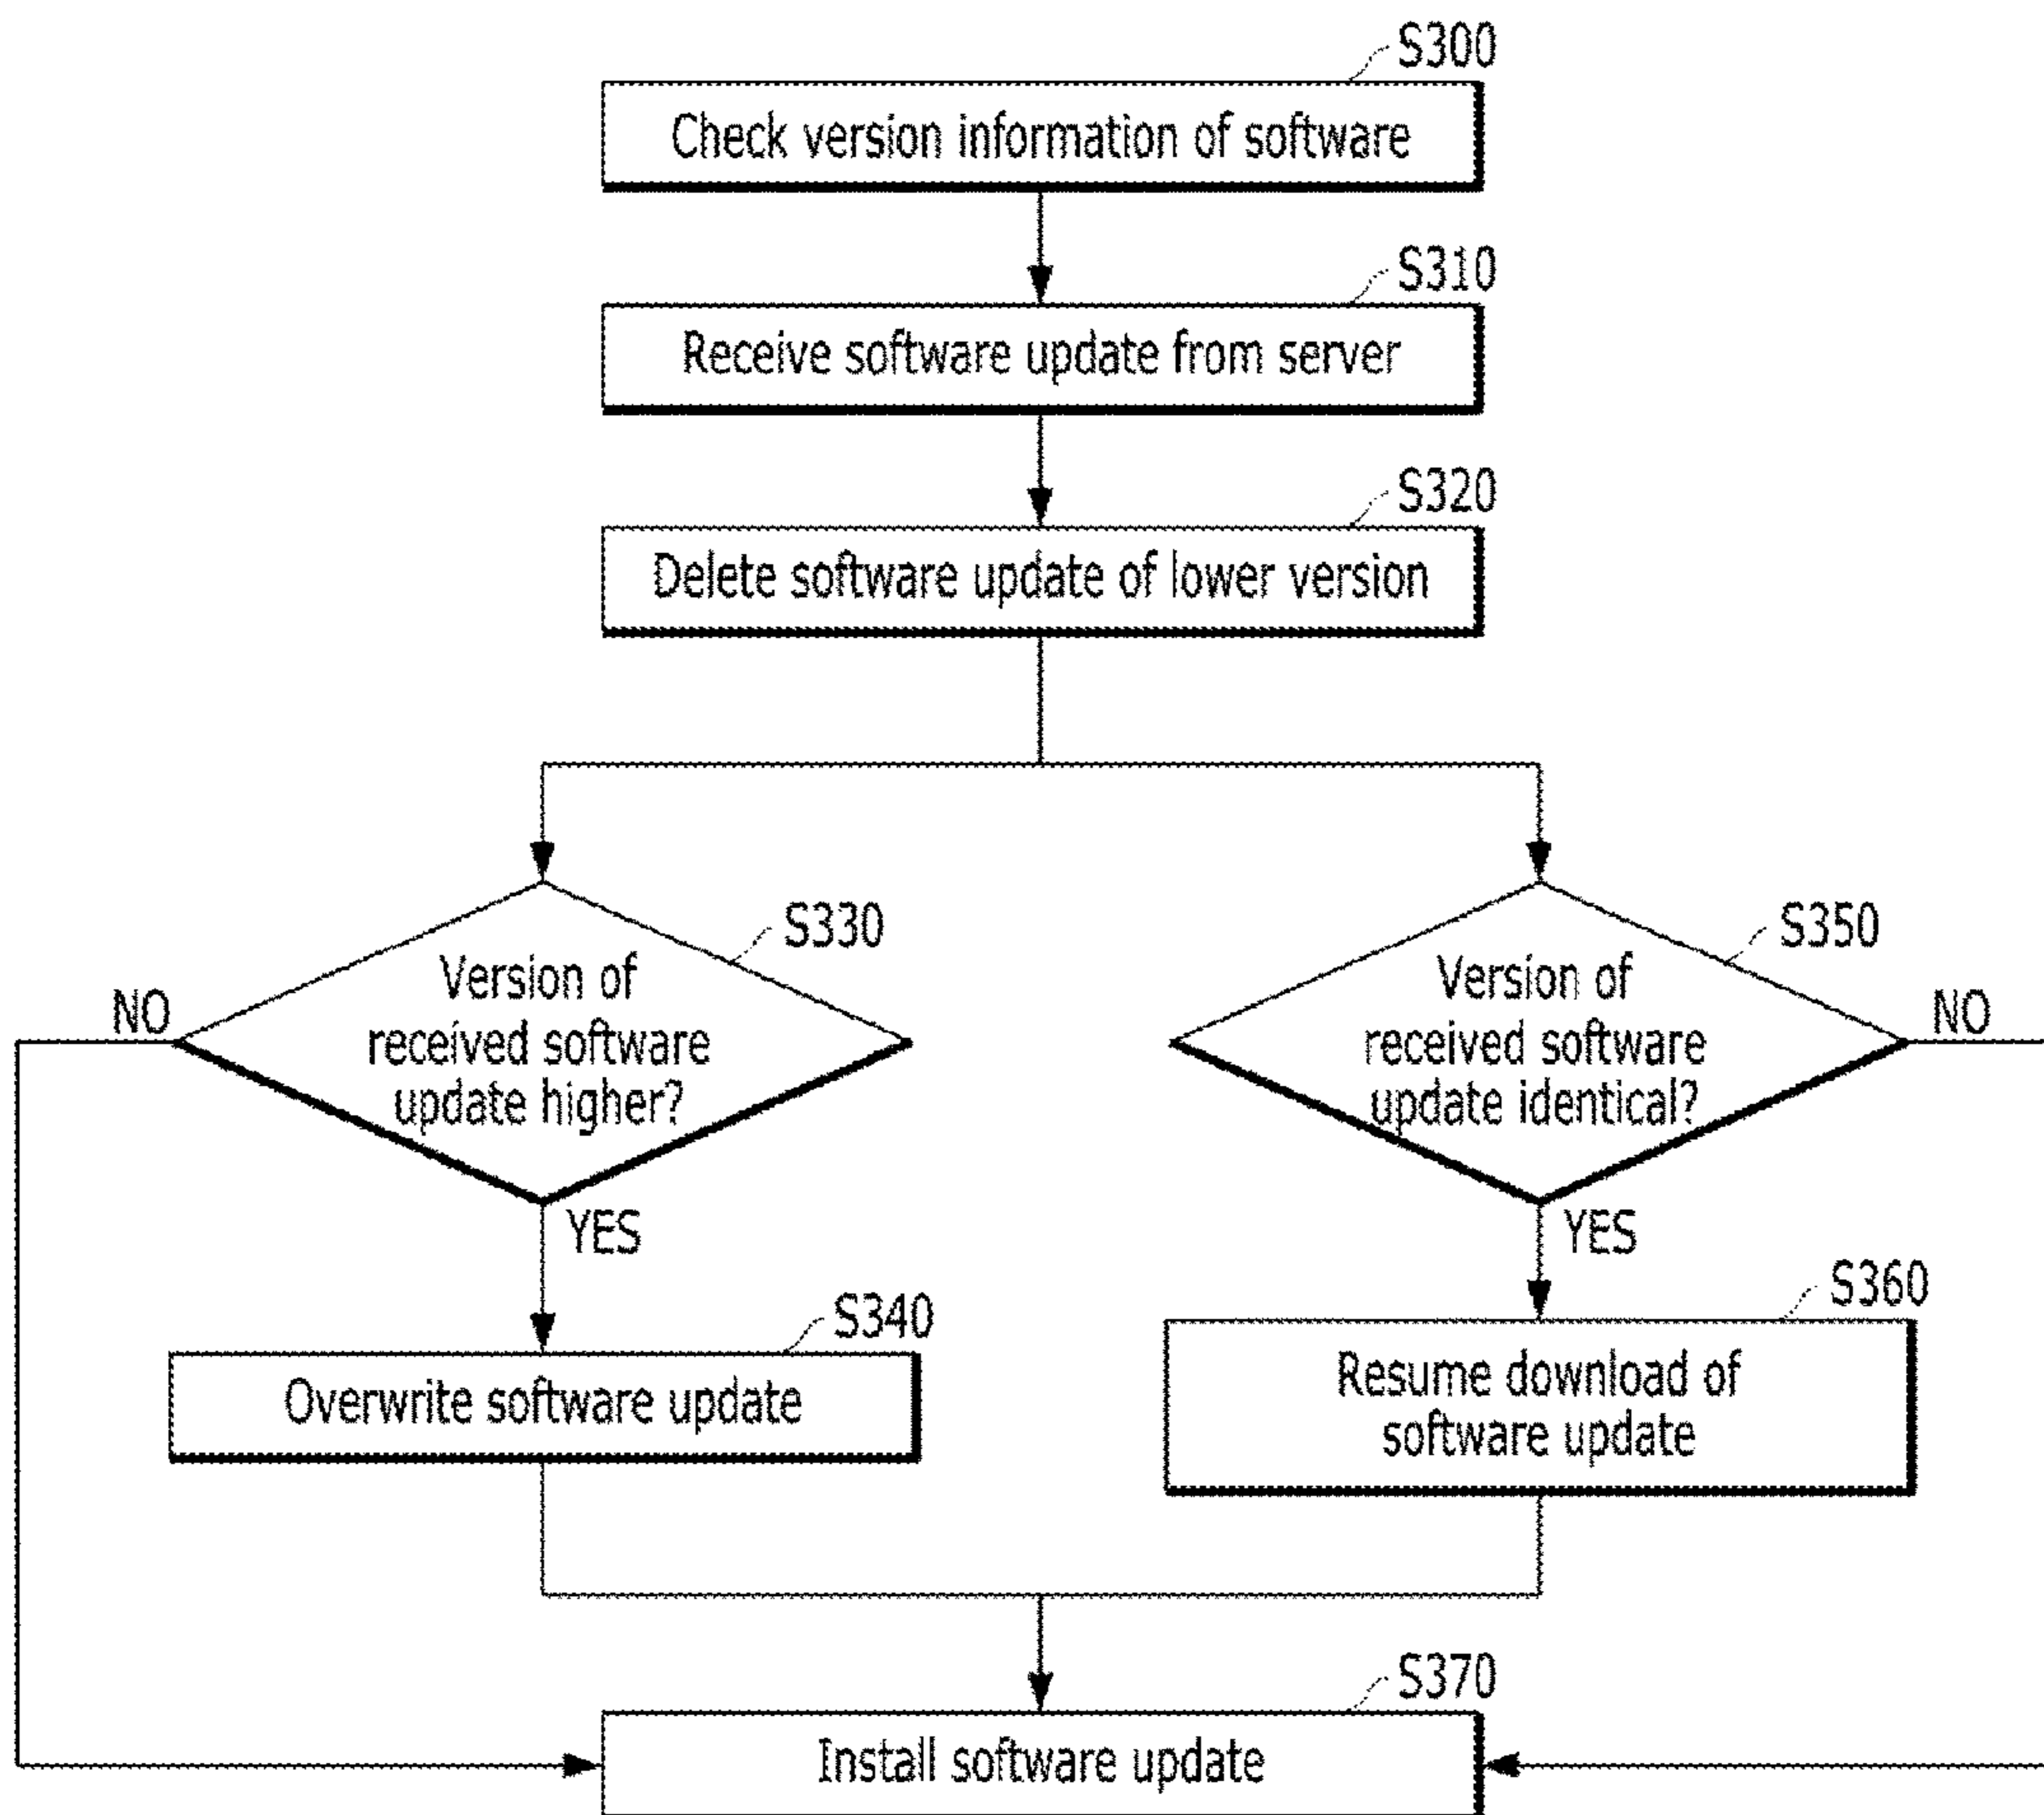 S300
Check version information of software
S310
Receive software update from server
S320
Delete software update of lower version
S330
Version of
received software
update higher?
NO
YES
S340
Overwrite software update
S350
Version of
received software
update identical?
NO
YES
S360
Resume download of
software update
S370
Install software update